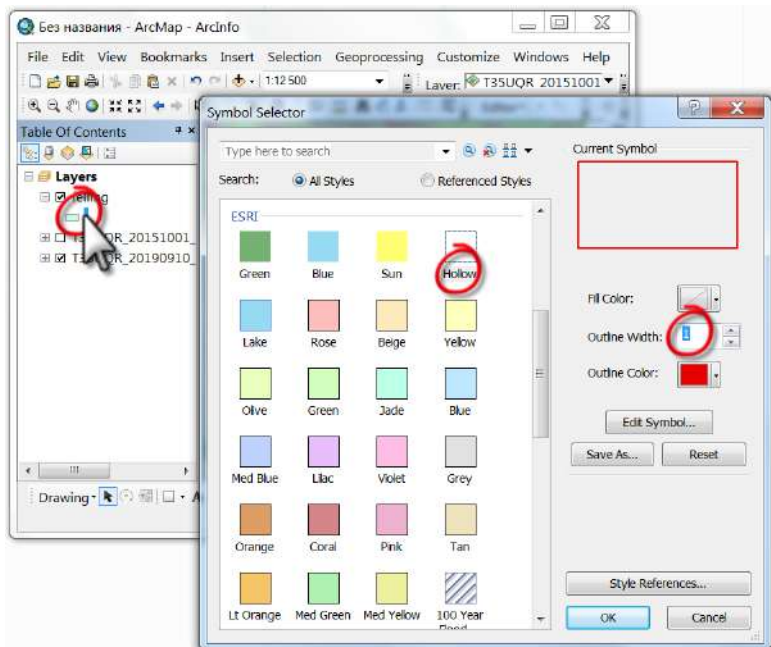 Без названия - ArcMap - ArcInfo
File Edit View Bookmarks Insert Selection Geoprocessing Customize Windows Help
1:12 500
Layer: T35UQR 20151001
Table Of Contents
Layers
felling
T35UQR_20151001_
T35UQR_20190910_
Drawing
Symbol Selector
Type here to search
Search: All Styles Referenced Styles
ESRI
Green Blue Sun Hollow
Lake Rose Beige Yellow
Olive Green Jade Blue
Med Blue Lilac Violet Grey
Orange Coral Pink Tan
Lt Orange Med Green Med Yellow 100 Year
Current Symbol
Fill Color:
Outline Width: 1
Outline Color:
Edit Symbol...
Save As... Reset
Style References...
OK Cancel